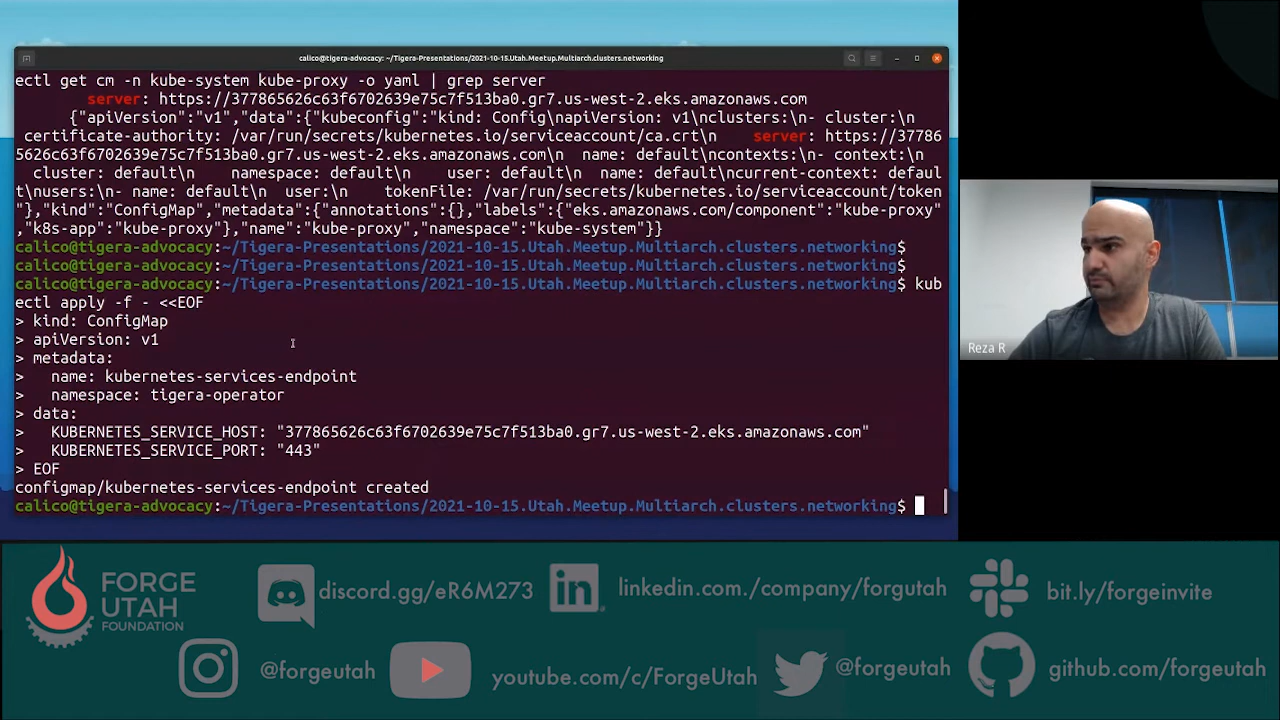 calico@tigera-advocacy: ~/Tigera-Presentations/2021-10-15.Utah.Meetup.Multiarch.clusters.networking
ectl get cm -n kube-system kube-proxy -o yaml | grep server
        server: https://377865626c63f6702639e75c7f513ba0.gr7.us-west-2.eks.amazonaws.com
      {"apiVersion":"v1","data":{"kubeconfig":"kind: Config\napiVersion: v1\nclusters:\n- cluster:\n
 certificate-authority: /var/run/secrets/kubernetes.io/serviceaccount/ca.crt\n    server: https://37786
5626c63f6702639e75c7f513ba0.gr7.us-west-2.eks.amazonaws.com\n  name: default\ncontexts:\n- context:\n
  cluster: default\n    namespace: default\n    user: default\n  name: default\ncurrent-context: defaul
t\nusers:\n- name: default\n  user:\n    tokenFile: /var/run/secrets/kubernetes.io/serviceaccount/token
"},"kind":"ConfigMap","metadata":{"annotations":{},"labels":{"eks.amazonaws.com/component":"kube-proxy"
,"k8s-app":"kube-proxy"},"name":"kube-proxy","namespace":"kube-system"}}
calico@tigera-advocacy:~/Tigera-Presentations/2021-10-15.Utah.Meetup.Multiarch.clusters.networking$
calico@tigera-advocacy:~/Tigera-Presentations/2021-10-15.Utah.Meetup.Multiarch.clusters.networking$
calico@tigera-advocacy:~/Tigera-Presentations/2021-10-15.Utah.Meetup.Multiarch.clusters.networking$ kub
ectl apply -f - <<EOF
> kind: ConfigMap
> apiVersion: v1
> metadata:
>   name: kubernetes-services-endpoint
>   namespace: tigera-operator
> data:
>   KUBERNETES_SERVICE_HOST: "377865626c63f6702639e75c7f513ba0.gr7.us-west-2.eks.amazonaws.com"
>   KUBERNETES_SERVICE_PORT: "443"
> EOF
configmap/kubernetes-services-endpoint created
calico@tigera-advocacy:~/Tigera-Presentations/2021-10-15.Utah.Meetup.Multiarch.clusters.networking$
Reza R
FORGE
UTAH
FOUNDATION
discord.gg/eR6M273
in
linkedin.com./company/forgutah
bit.ly/forgeinvite
@forgeutah
youtube.com/c/ForgeUtah
@forgeutah
github.com/forgeutah